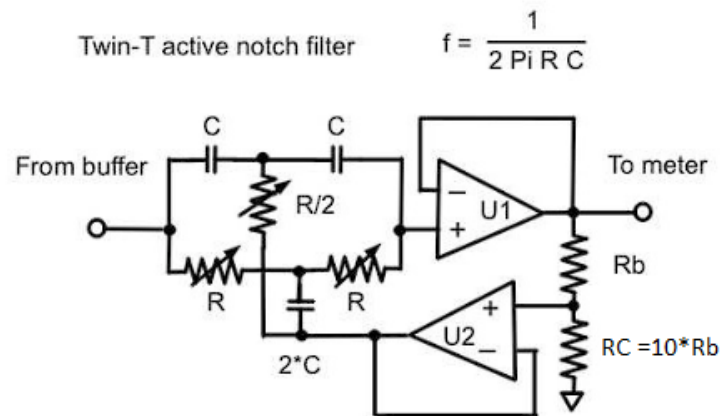 Twin-T active notch filter
f = 1
2 Pi R C
C
C
From buffer
To meter
R/2
−
+
U1
R
R
Rb
2*C
+
U2
−
RC =10*Rb